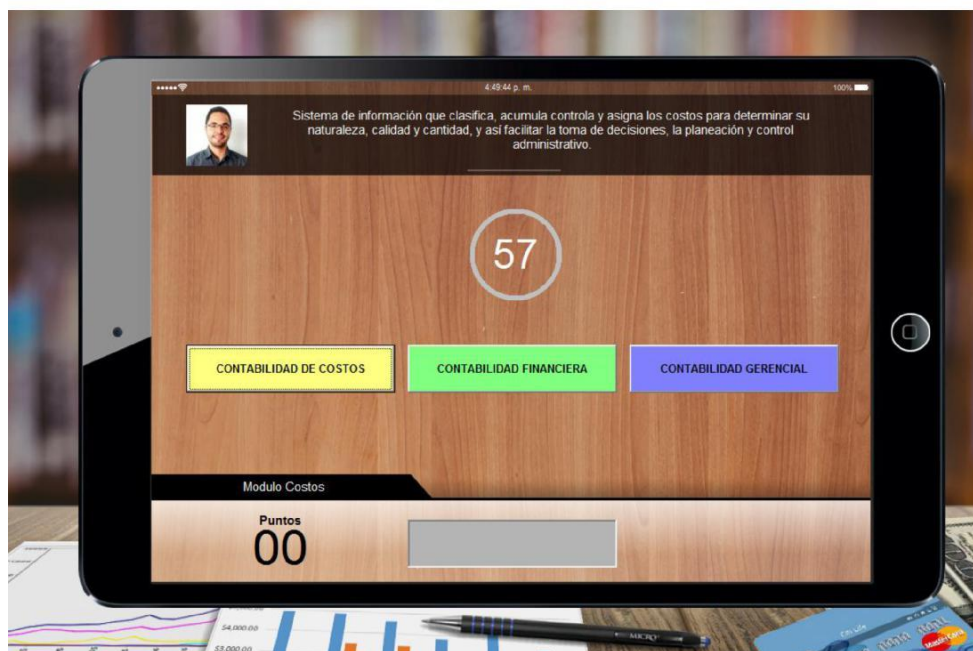 4:49:44 p. m.
100%
Sistema de información que clasifica, acumula controla y asigna los costos para determinar su
naturaleza, calidad y cantidad, y así facilitar la toma de decisiones, la planeación y control
administrativo.
57
CONTABILIDAD DE COSTOS
CONTABILIDAD FINANCIERA
CONTABILIDAD GERENCIAL
Modulo Costos
Puntos
00
$4,000.00
$3,000.00
MICRO
MasterCard